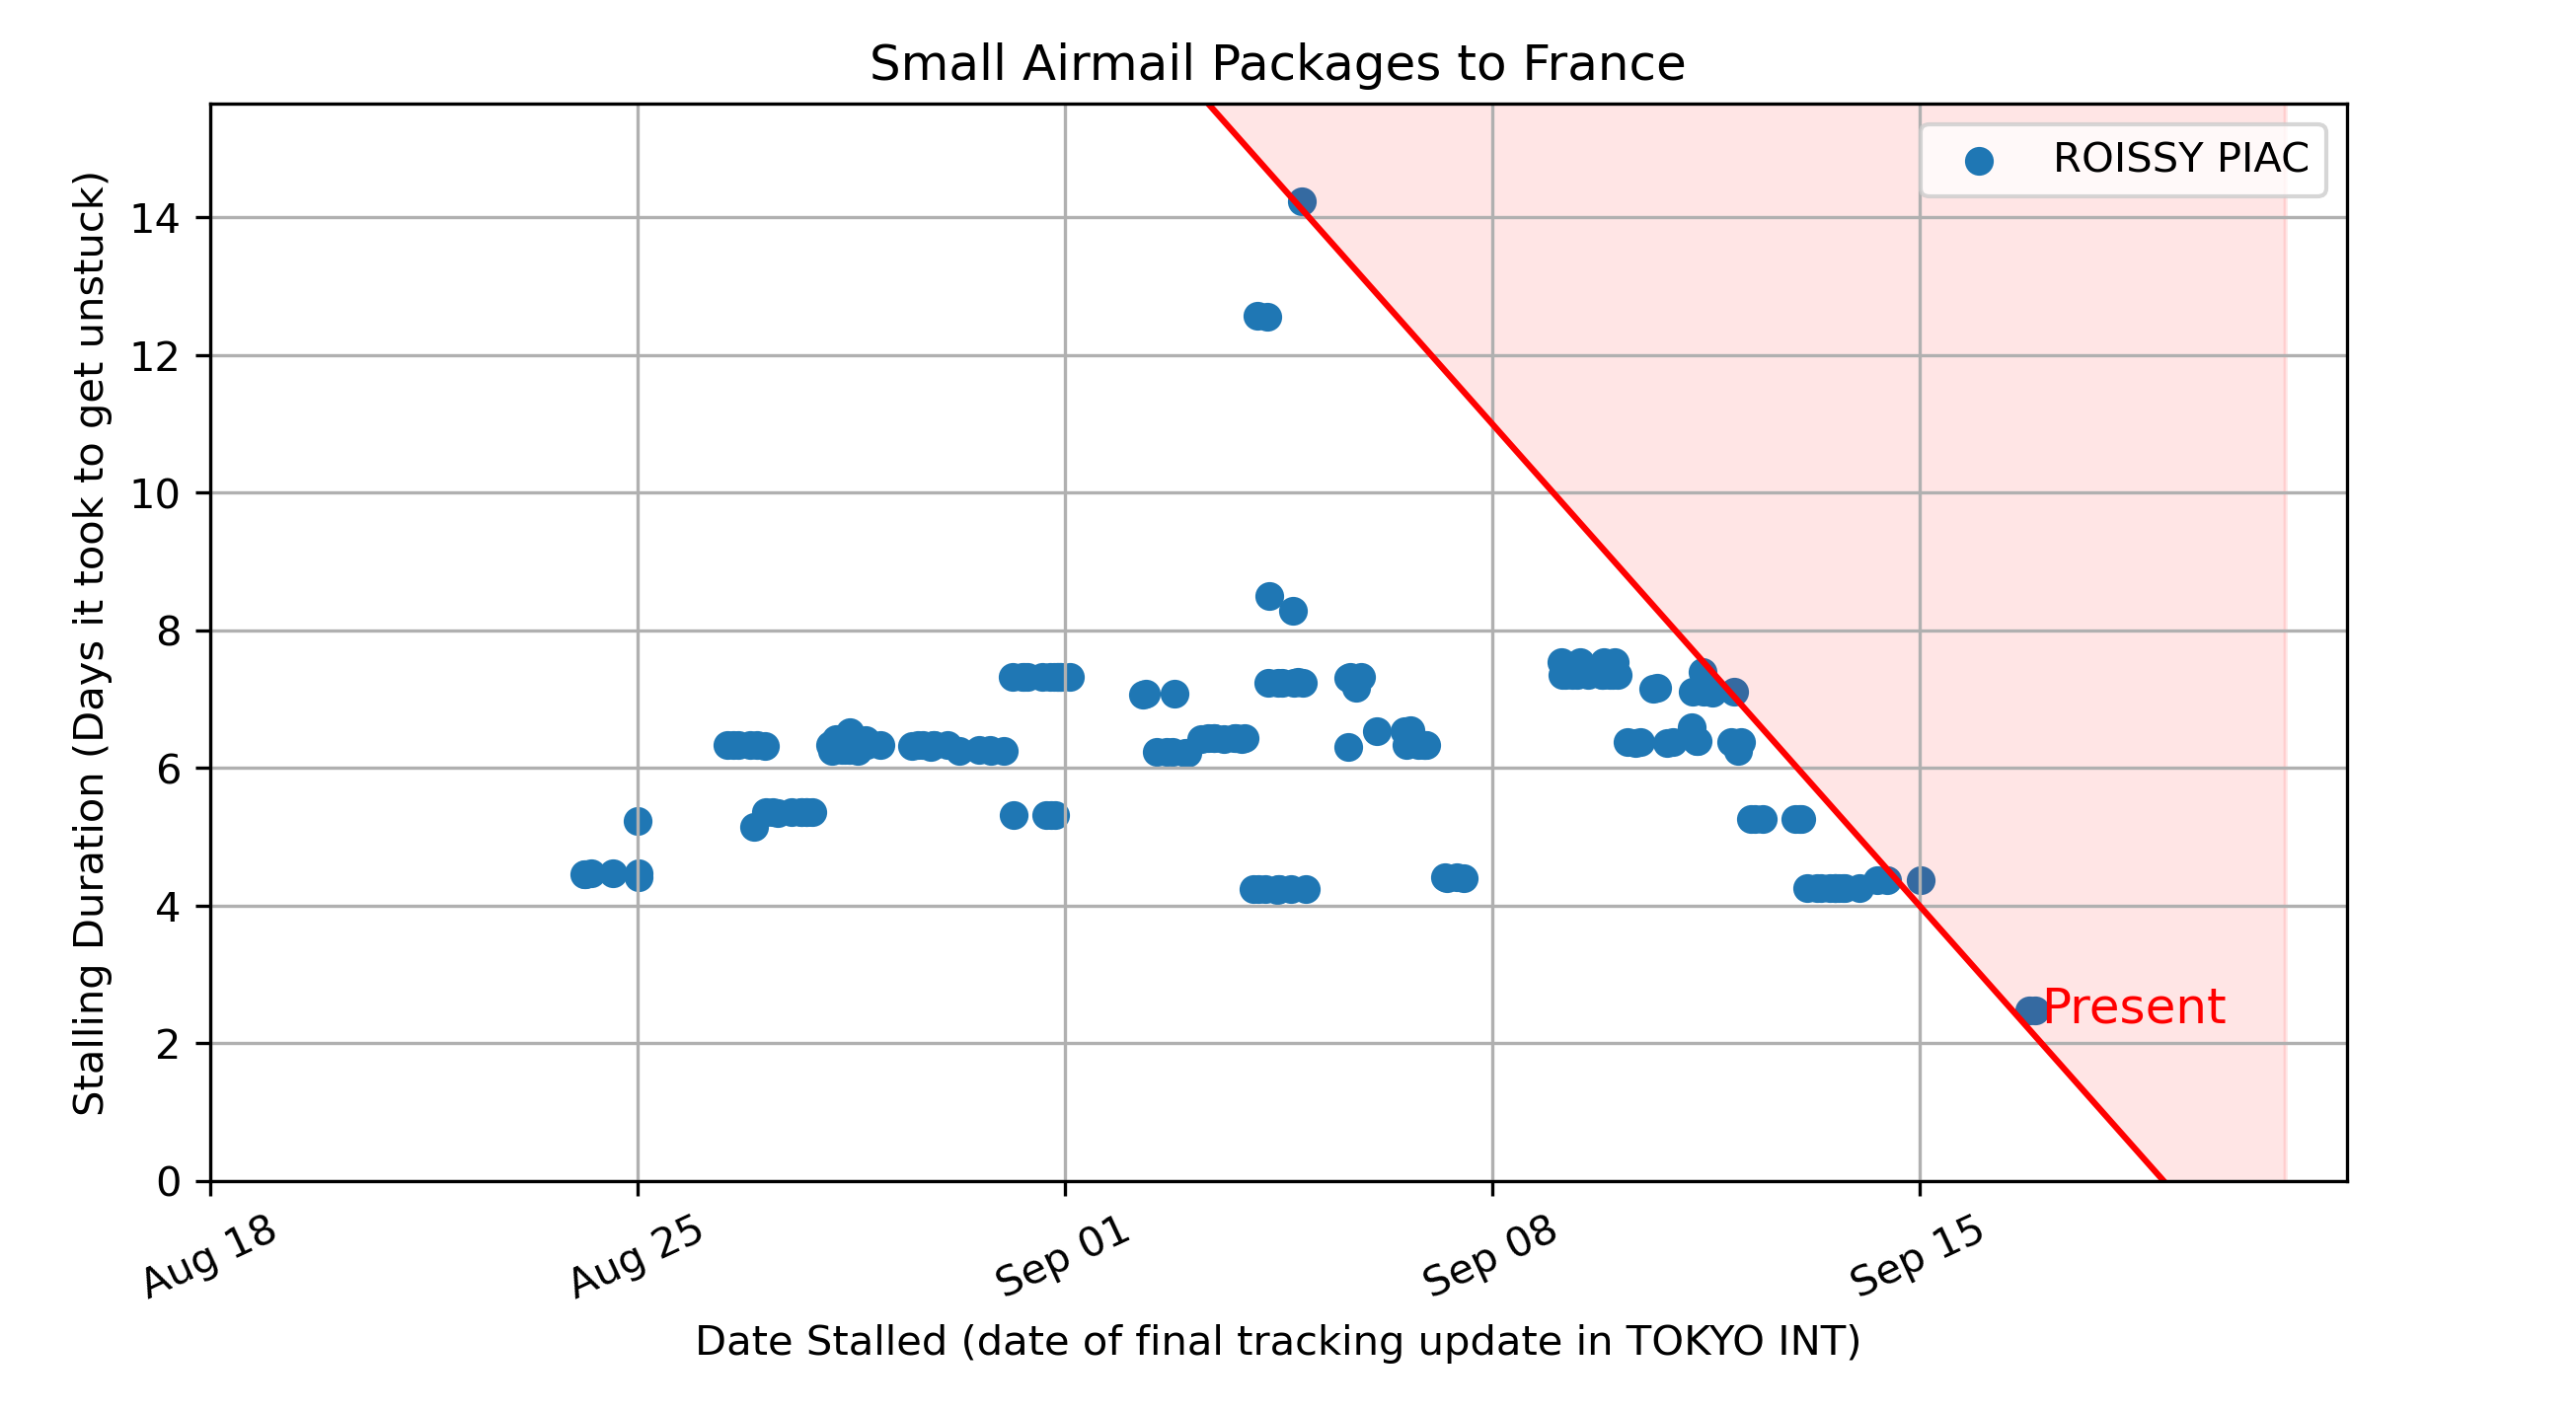 Small Airmail Packages to France
Stalling Duration (Days it took to get unstuck)
14
12
10
8
6
4
2
0
ROISSY PIAC
Present
Aug 18
Aug 25
Sep 01
Sep 08
Sep 15
Date Stalled (date of final tracking update in TOKYO INT)